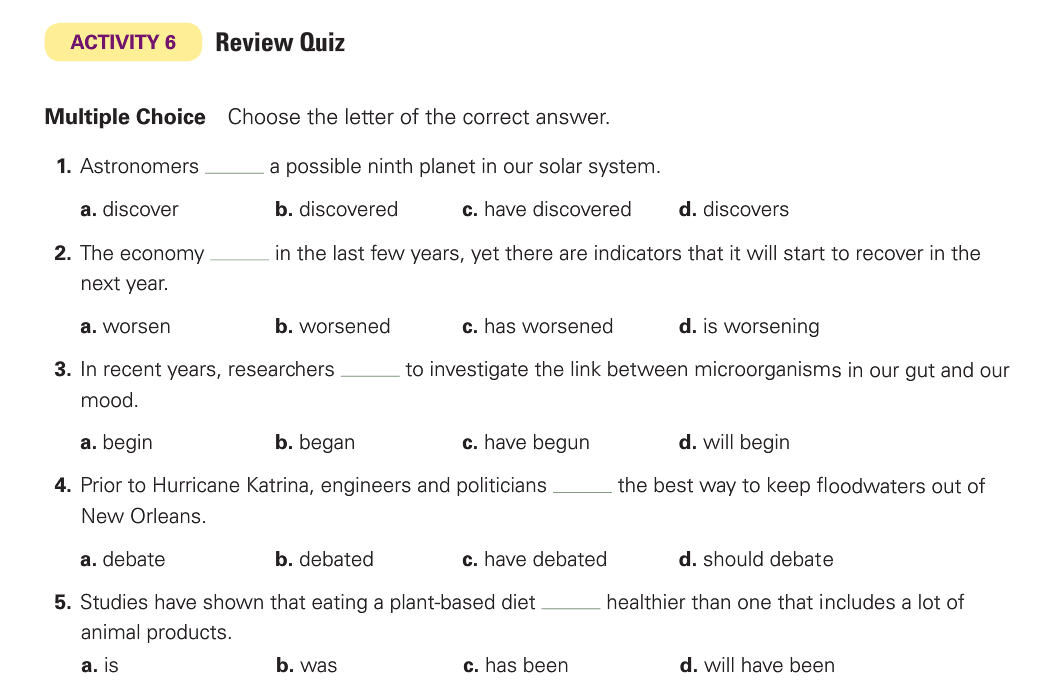 ACTIVITY 6 Review Quiz
Multiple Choice Choose the letter of the correct answer.
1. Astronomers ______ a possible ninth planet in our solar system.
a. discover b. discovered c. have discovered d. discovers
2. The economy ______ in the last few years, yet there are indicators that it will start to recover in the
next year.
a. worsen b. worsened c. has worsened d. is worsening
3. In recent years, researchers ______ to investigate the link between microorganisms in our gut and our
mood.
a. begin b. began c. have begun d. will begin
4. Prior to Hurricane Katrina, engineers and politicians ______ the best way to keep floodwaters out of
New Orleans.
a. debate b. debated c. have debated d. should debate
5. Studies have shown that eating a plant-based diet ______ healthier than one that includes a lot of
animal products.
a. is b. was c. has been d. will have been